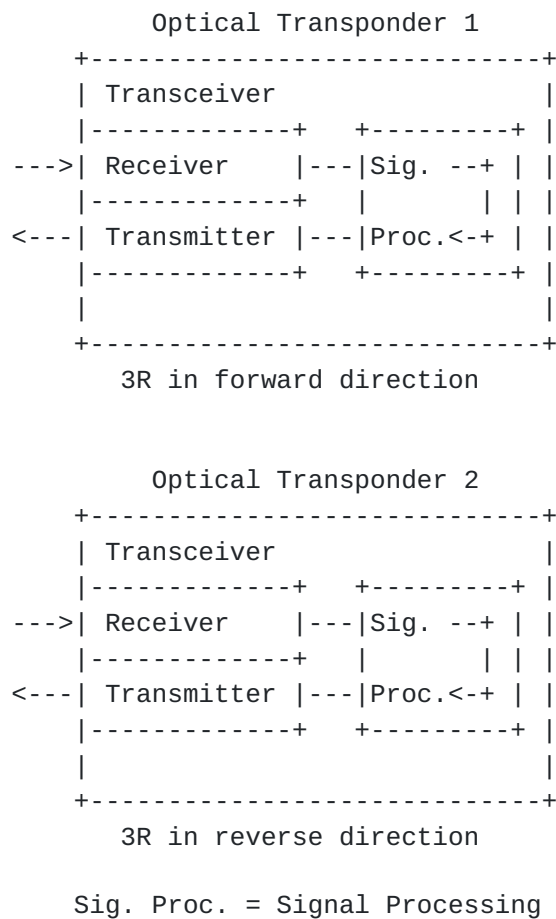 Optical Transponder 1
    +-----------------------------+
    | Transceiver                 |
    |-------------+   +---------+ |
--->| Receiver    |---|Sig. --+ | |
    |-------------+   |       | | |
<---| Transmitter |---|Proc.<-+ | |
    |-------------+   +---------+ |
    |                             |
    +-----------------------------+
       3R in forward direction

         Optical Transponder 2
    +-----------------------------+
    | Transceiver                 |
    |-------------+   +---------+ |
--->| Receiver    |---|Sig. --+ | |
    |-------------+   |       | | |
<---| Transmitter |---|Proc.<-+ | |
    |-------------+   +---------+ |
    |                             |
    +-----------------------------+
       3R in reverse direction

    Sig. Proc. = Signal Processing